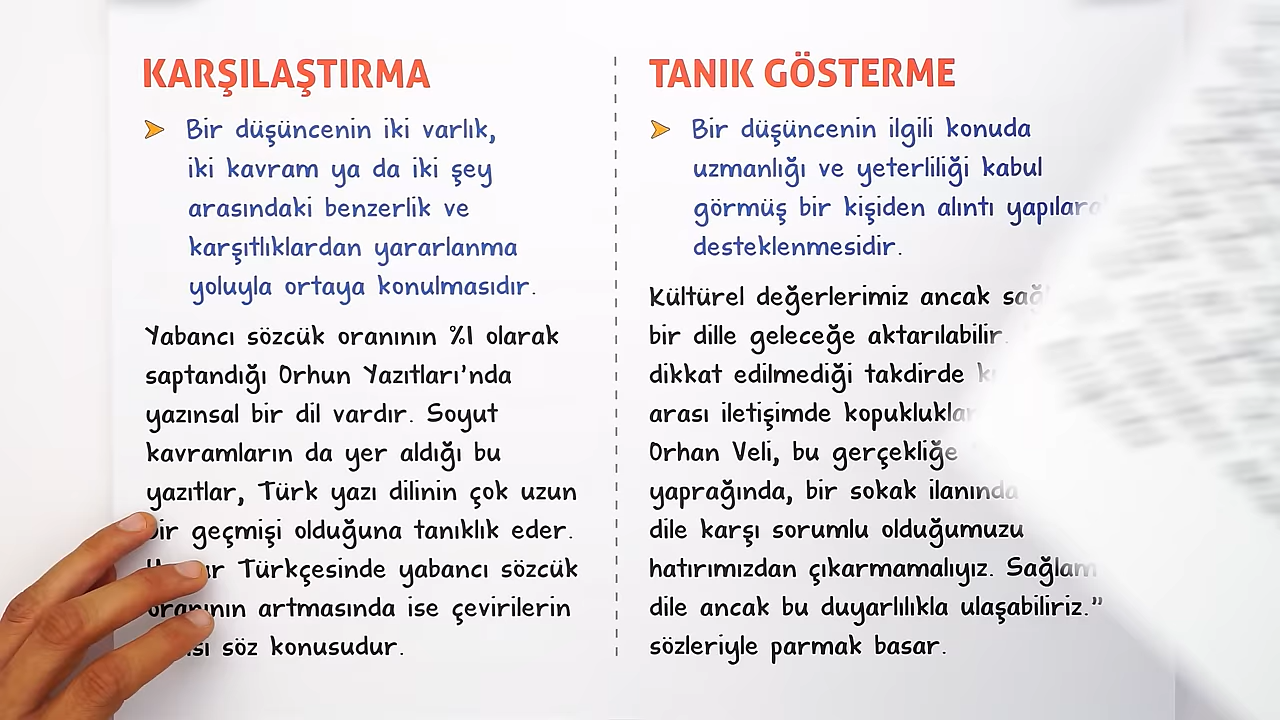 KARŞILAŞTIRMA
Bir düşüncenin iki varlık,
iki kavram ya da iki şey
arasındaki benzerlik ve
karşıtlıklardan yararlanma
yoluyla ortaya konulmasıdır.
Yabancı sözcük oranının %1 olarak
saptandığı Orhun Yazıtları'nda
yazınsal bir dil vardır. Soyut
kavramların da yer aldığı bu
yazıtlar, Türk yazı dilinin çok uzun
bir geçmişi olduğuna tanıklık eder.
Türkçesinde yabancı sözcük
oranının artmasında ise çevirilerin
söz konusudur.
TANIK GÖSTERME
Bir düşüncenin ilgili konuda
uzmanlığı ve yeterliliği kabul
görmüş bir kişiden alıntı
desteklenmesidir.
Kültürel değerlerimiz ancak
bir dille geleceğe aktarılabilir.
dikkat edilmediği takdirde
arası iletişimde
Orhan Veli, bu gerçekliğe
yaprağında, bir sokak ilanında
dile karşı sorumlu olduğumuzu
hatırımızdan çıkarmamalıyız. Sağlam
dile ancak bu duyarlılıkla ulaşabiliriz.”
sözleriyle parmak basar.